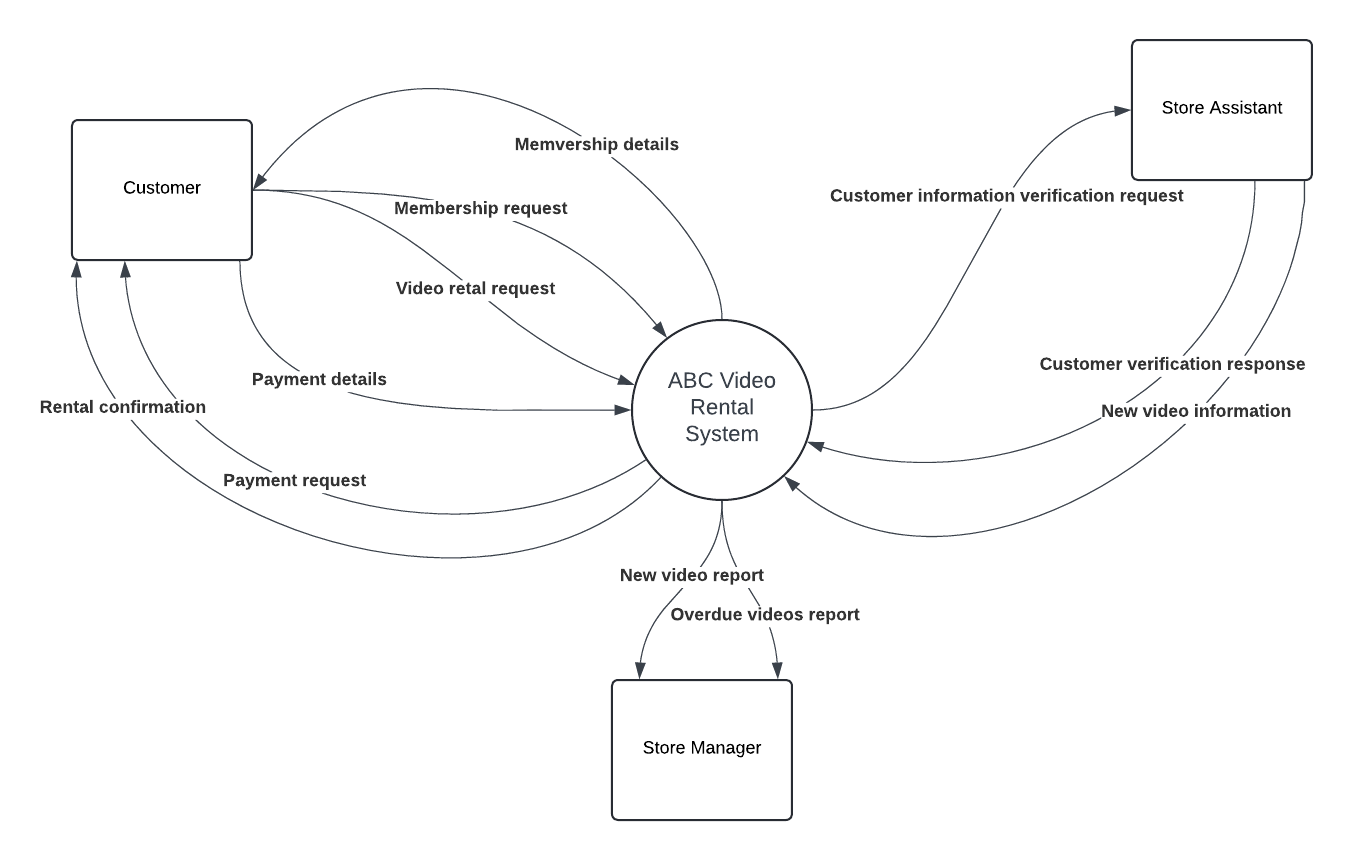 Store Assistant
Memvership details
Customer
Customer information verification request
Membership request
Video retal request
Customer verification response
Payment details
ABC Video
Rental
System
Rental confirmation
New video information
Payment request
New video report
Overdue videos report
Store Manager